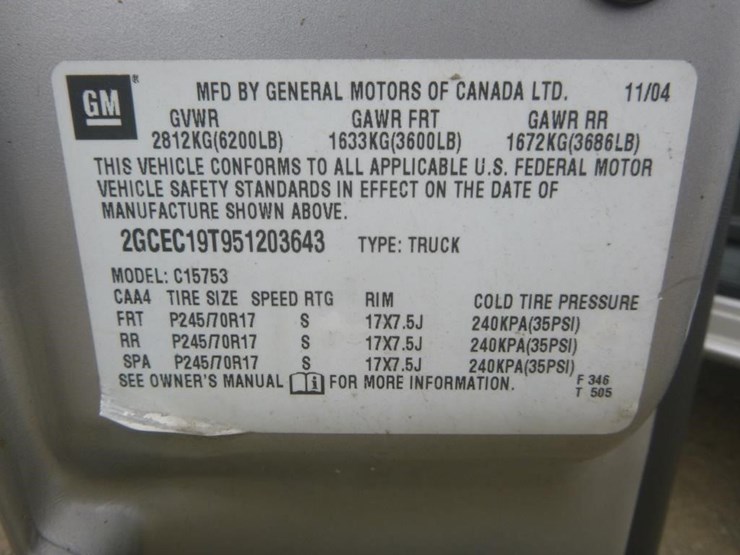 GM ® MFD BY GENERAL MOTORS OF CANADA LTD. 11/04
GVWR GAWR FRT GAWR RR
2812KG(6200LB) 1633KG(3600LB) 1672KG(3686LB)
THIS VEHICLE CONFORMS TO ALL APPLICABLE U.S. FEDERAL MOTOR
VEHICLE SAFETY STANDARDS IN EFFECT ON THE DATE OF
MANUFACTURE SHOWN ABOVE.
2GCEC19T951203643 TYPE: TRUCK
MODEL: C15753
CAA4 TIRE SIZE SPEED RTG RIM COLD TIRE PRESSURE
FRT P245/70R17 S 17X7.5J 240KPA(35PSI)
RR P245/70R17 S 17X7.5J 240KPA(35PSI)
SPA P245/70R17 S 17X7.5J 240KPA(35PSI)
SEE OWNER'S MANUAL i FOR MORE INFORMATION. F 346
T 505